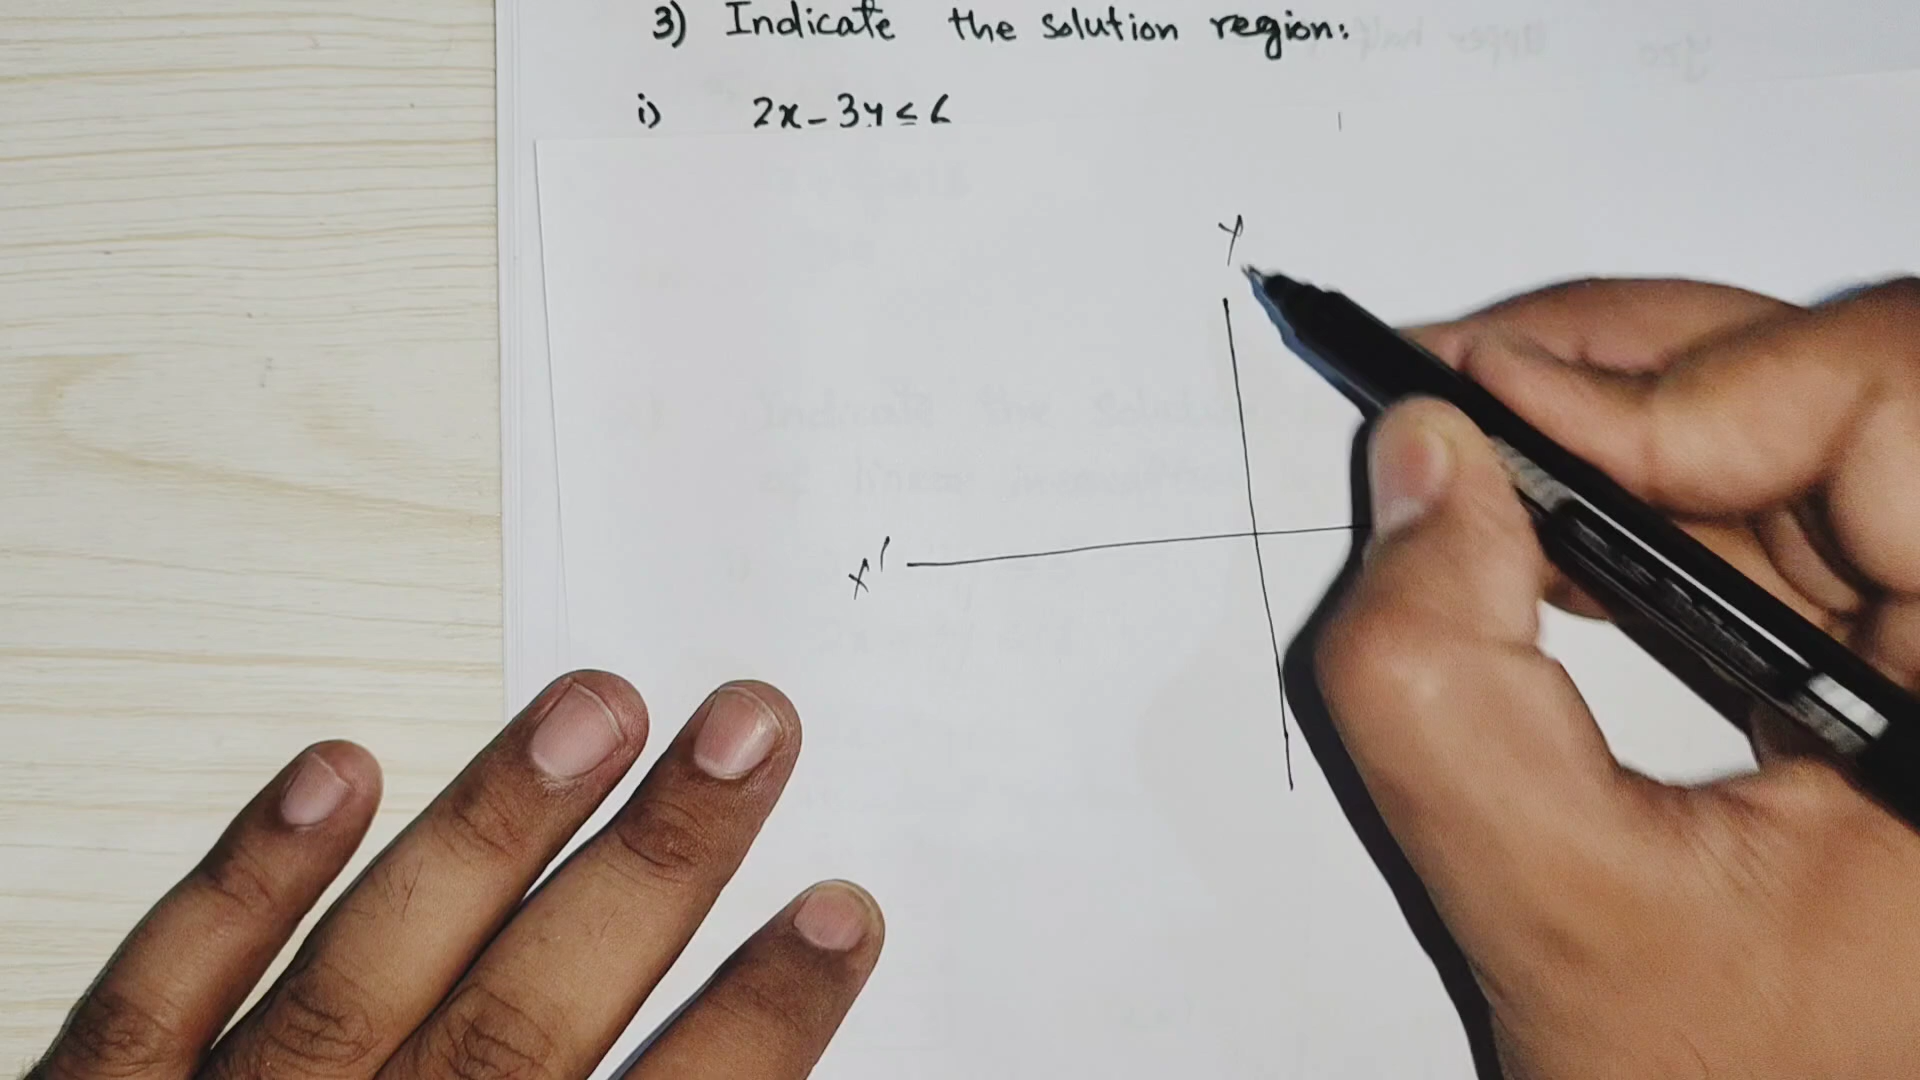 3) Indicate the solution region:
i) 2x - 3y ≤ 6
Y
X'